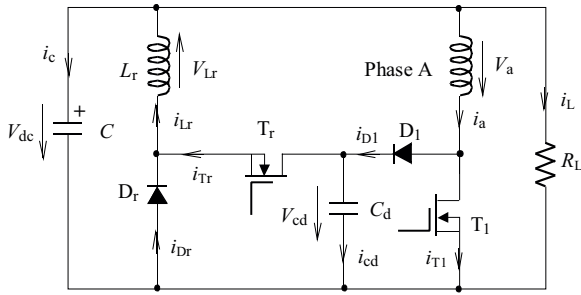 i_c
L_r
V_Lr
Phase A
V_a
i_L
V_dc
+
C
i_Lr
T_r
i_D1
D_1
i_a
R_L
D_r
i_Tr
V_cd
C_d
T_1
i_Dr
i_cd
i_T1